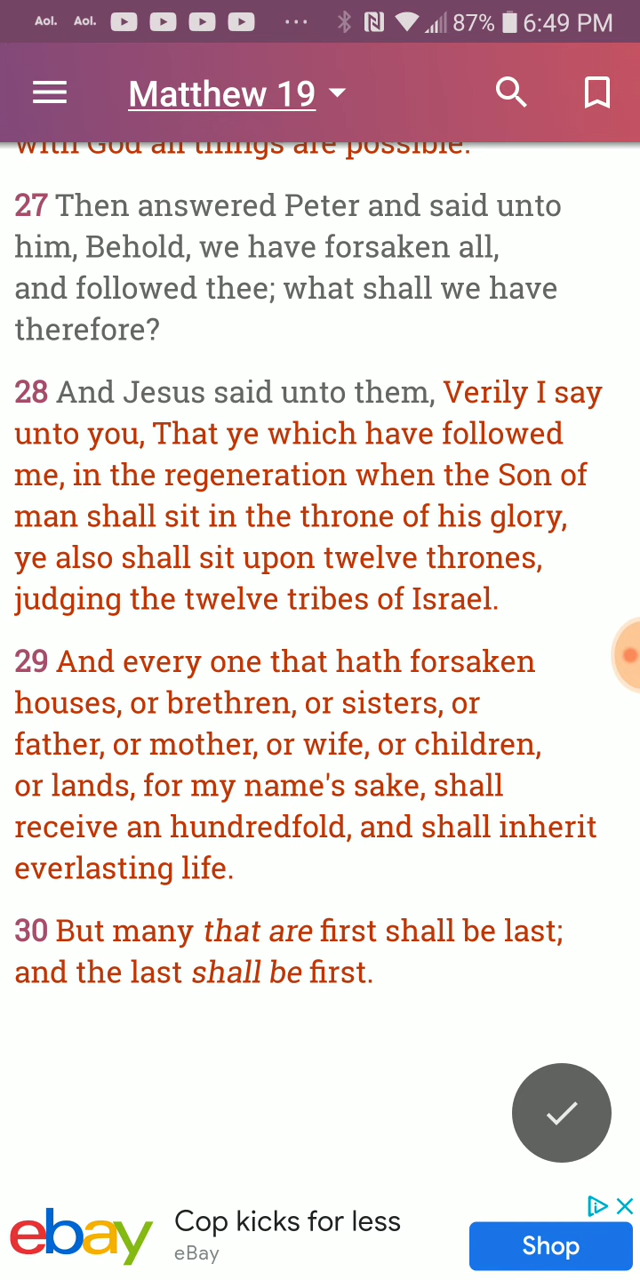 Aol. Aol. 87% 6:49 PM
Matthew 19
with God all things are possible.
27 Then answered Peter and said unto
him, Behold, we have forsaken all,
and followed thee; what shall we have
therefore?
28 And Jesus said unto them, Verily I say
unto you, That ye which have followed
me, in the regeneration when the Son of
man shall sit in the throne of his glory,
ye also shall sit upon twelve thrones,
judging the twelve tribes of Israel.
29 And every one that hath forsaken
houses, or brethren, or sisters, or
father, or mother, or wife, or children,
or lands, for my name's sake, shall
receive an hundredfold, and shall inherit
everlasting life.
30 But many that are first shall be last;
and the last shall be first.
ebay
Cop kicks for less
eBay
Shop